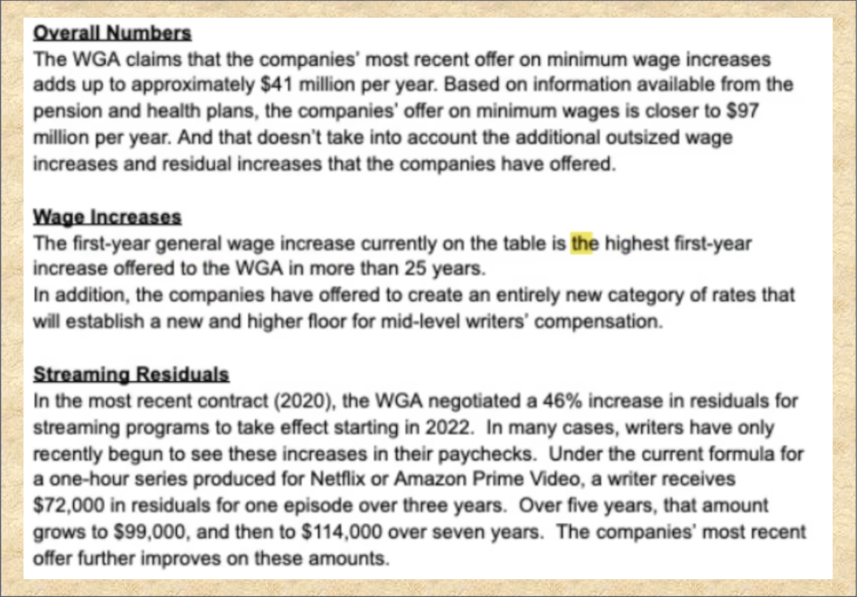 Overall Numbers
The WGA claims that the companies' most recent offer on minimum wage increases
adds up to approximately $41 million per year. Based on information available from the
pension and health plans, the companies' offer on minimum wages is closer to $97
million per year. And that doesn't take into account the additional outsized wage
increases and residual increases that the companies have offered.
Wage Increases
The first-year general wage increase currently on the table is the highest first-year
increase offered to the WGA in more than 25 years.
In addition, the companies have offered to create an entirely new category of rates that
will establish a new and higher floor for mid-level writers' compensation.
Streaming Residuals
In the most recent contract (2020), the WGA negotiated a 46% increase in residuals for
streaming programs to take effect starting in 2022.  In many cases, writers have only
recently begun to see these increases in their paychecks.  Under the current formula for
a one-hour series produced for Netflix or Amazon Prime Video, a writer receives
$72,000 in residuals for one episode over three years.  Over five years, that amount
grows to $99,000, and then to $114,000 over seven years.  The companies' most recent
offer further improves on these amounts.